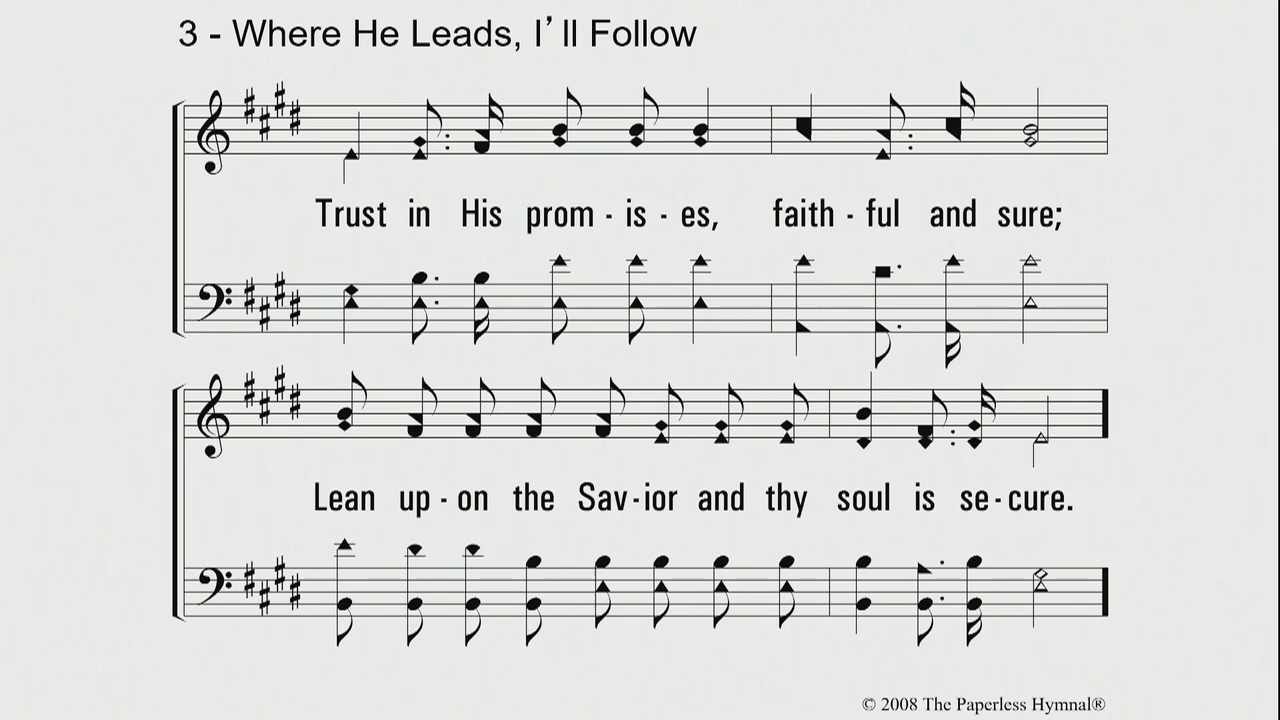 3 - Where He Leads, I’ll Follow
Trust in His prom - is - es, faith - ful and sure;
Lean up - on the Sav - ior and thy soul is se - cure.
© 2008 The Paperless Hymnal®